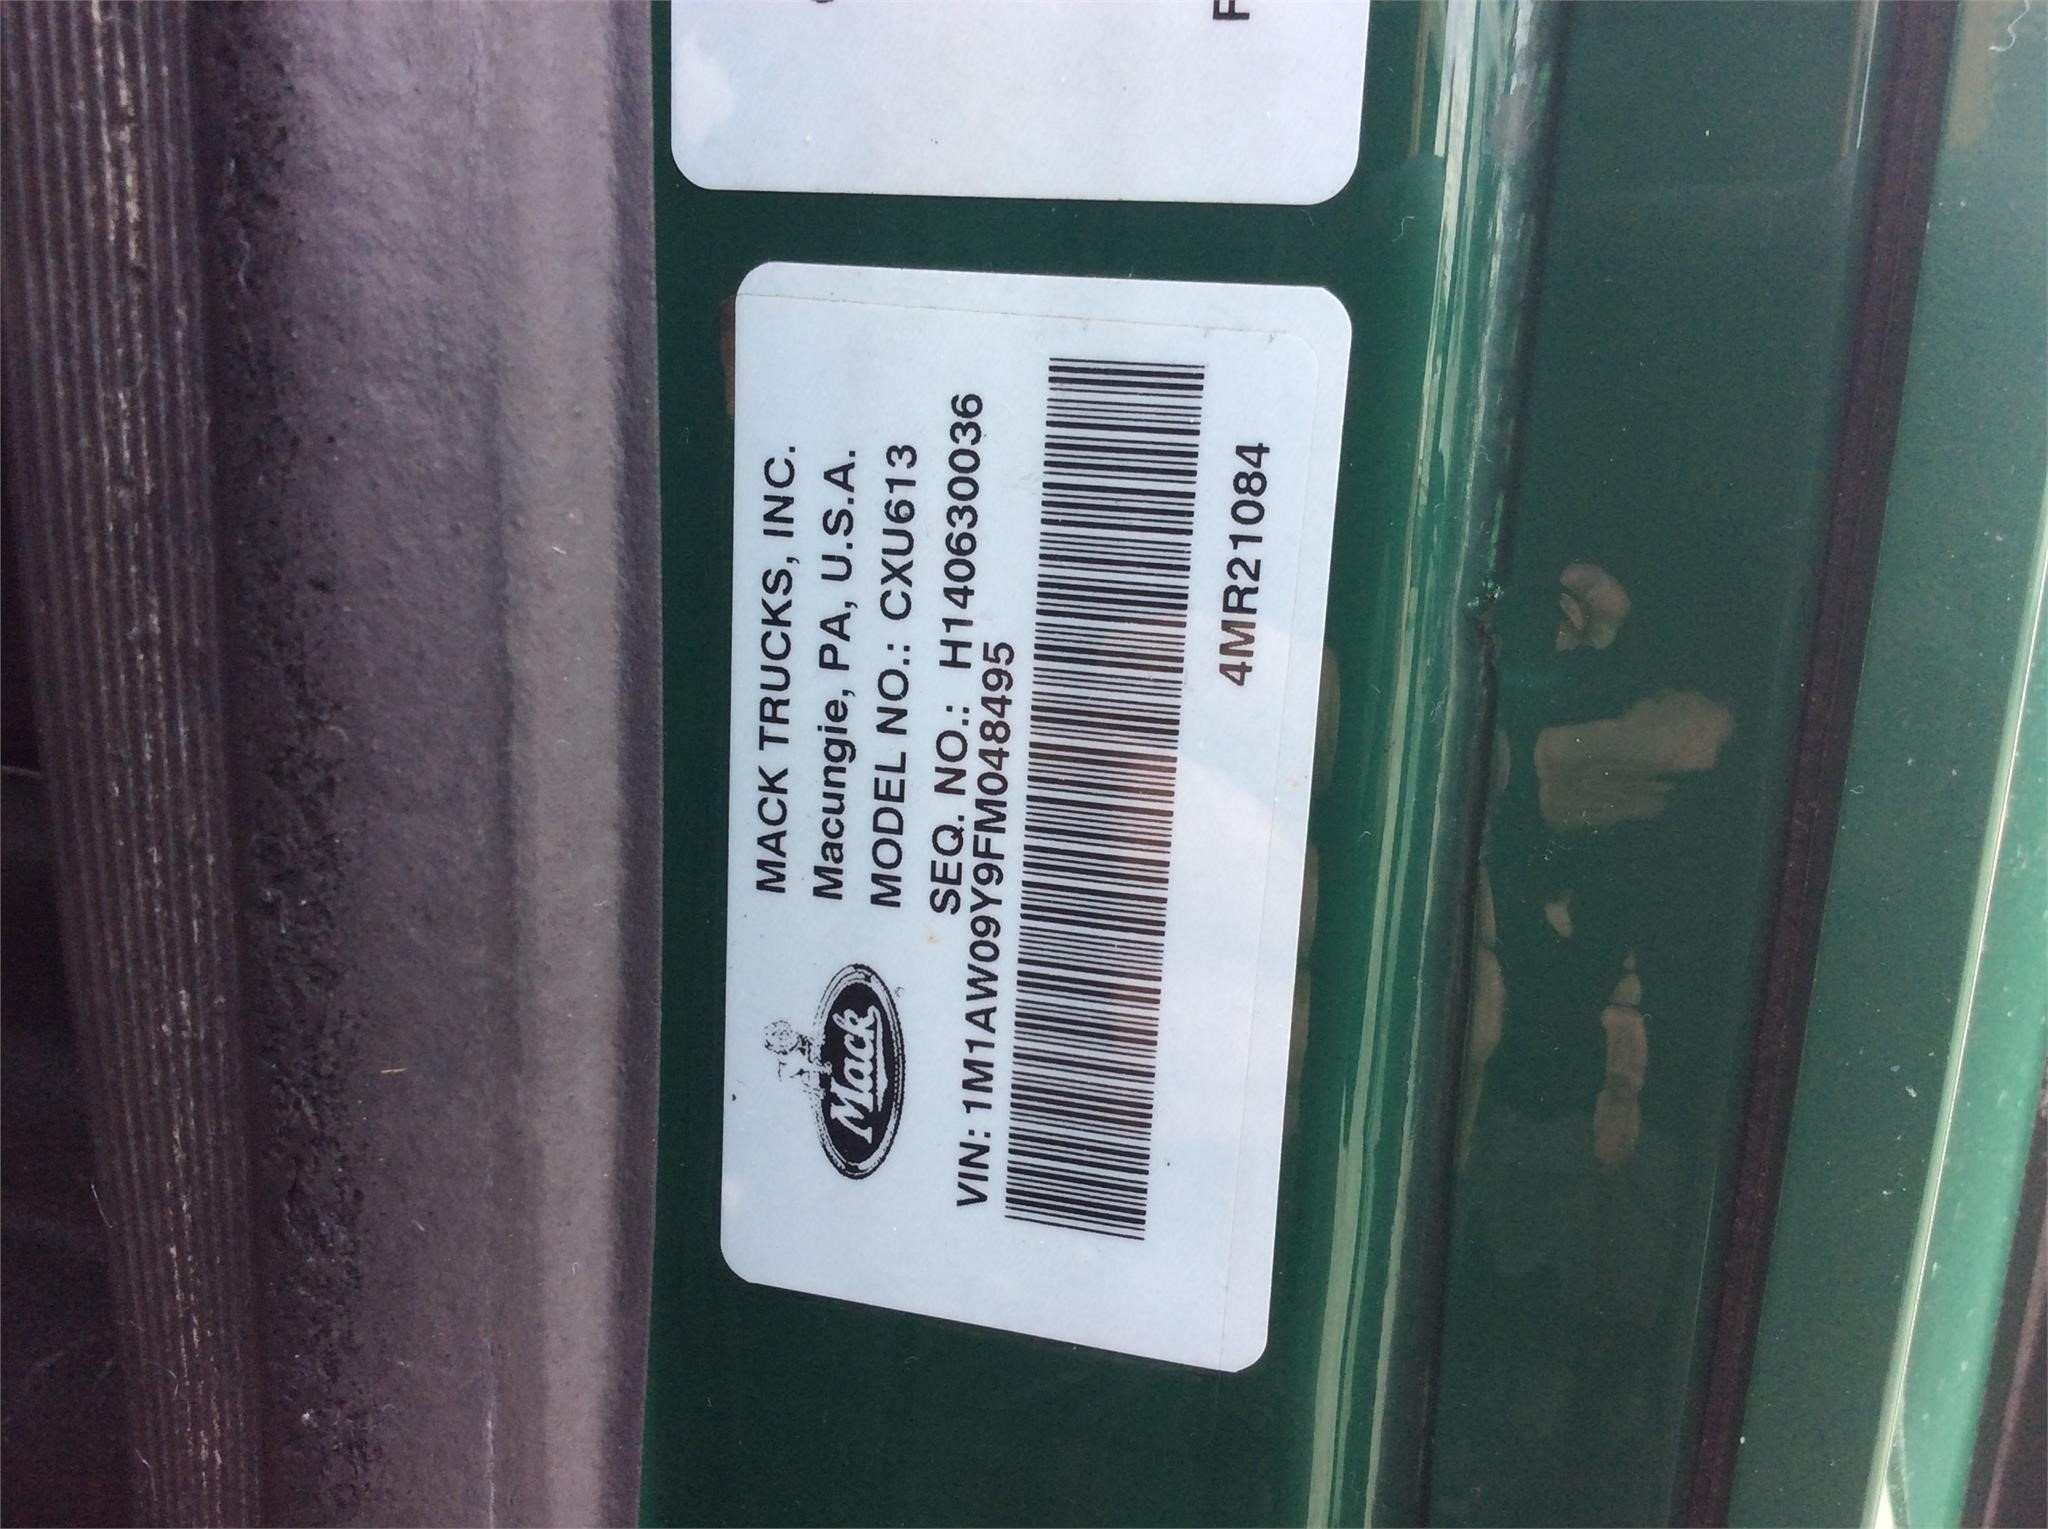 MACK TRUCKS, INC.
Macungie, PA, U.S.A.
MODEL NO.: CXU613
SEQ. NO.: H140630036
Mack
VIN: 1M1AW09Y9FM048495
4MR21084